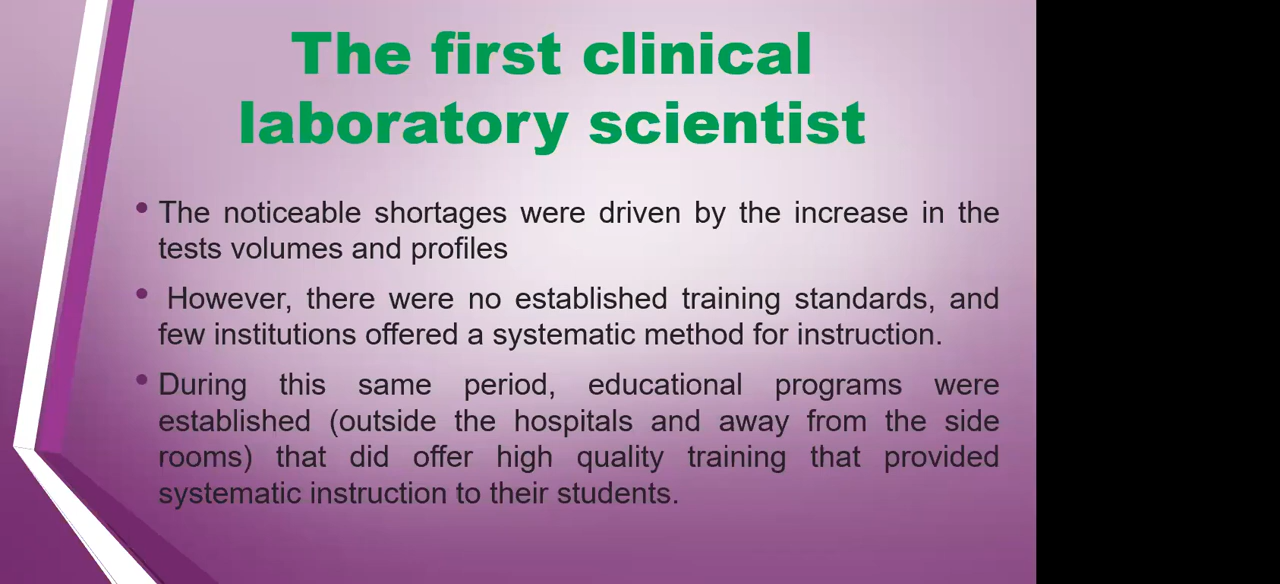 The first clinical
laboratory scientist
• The noticeable shortages were driven by the increase in the
tests volumes and profiles
• However, there were no established training standards, and
few institutions offered a systematic method for instruction.
• During this same period, educational programs were
established (outside the hospitals and away from the side
rooms) that did offer high quality training that provided
systematic instruction to their students.